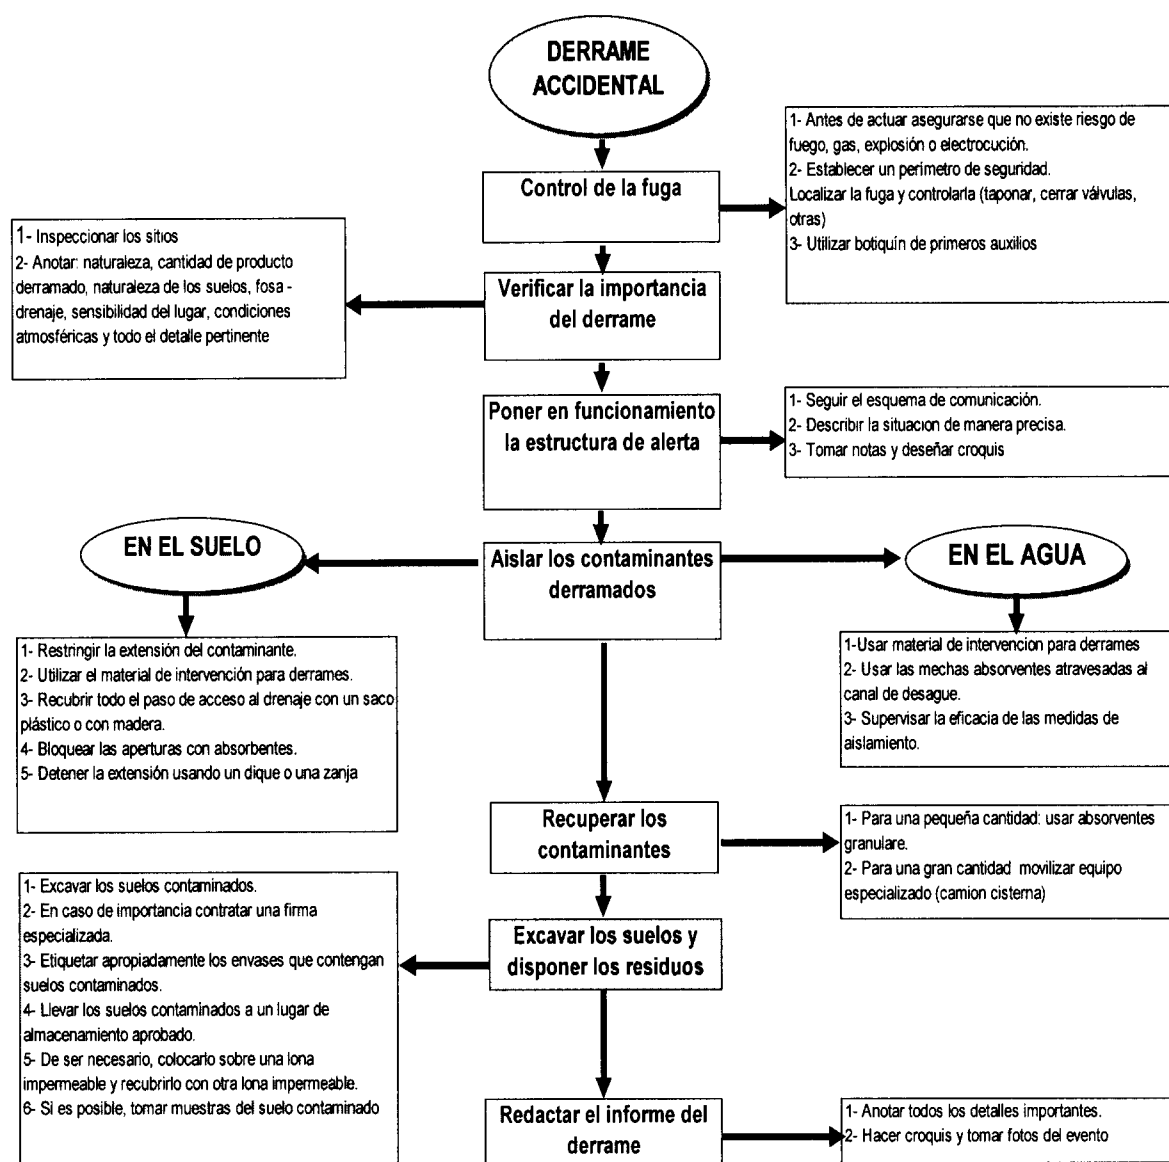 DERRAME
ACCIDENTAL
Control de la fuga
1- Antes de actuar asegurarse que no existe riesgo de
fuego, gas, explosión o electrocución.
2- Establecer un perímetro de seguridad.
Localizar la fuga y controlarla (taponar, cerrar válvulas,
otras)
3- Utilizar botiquín de primeros auxilios
Verificar la importancia
del derrame
1- Inspeccionar los sitios
2- Anotar: naturaleza, cantidad de producto
derramado, naturaleza de los suelos, fosa -
drenaje, sensibilidad del lugar, condiciones
atmosféricas y todo el detalle pertinente
Poner en funcionamiento
la estructura de alerta
1- Seguir el esquema de comunicación.
2- Describir la situacion de manera precisa.
3- Tomar notas y deseñar croquis
Aislar los contaminantes
derramados
EN EL SUELO
1- Restringir la extensión del contaminante.
2- Utilizar el material de intervención para derrames.
3- Recubrir todo el paso de acceso al drenaje con un saco
plástico o con madera.
4- Bloquear las aperturas con absorbentes.
5- Detener la extensión usando un dique o una zanja
EN EL AGUA
1-Usar material de intervencion para derrames
2- Usar las mechas absorventes atravesadas al
canal de desague.
3- Supervisar la eficacia de las medidas de
aislamiento.
Recuperar los
contaminantes
1- Para una pequeña cantidad: usar absorventes
granulare.
2- Para una gran cantidad movilizar equipo
especializado (camion cisterna)
Excavar los suelos y
disponer los residuos
1- Excavar los suelos contaminados.
2- En caso de importancia contratar una firma
especializada.
3- Etiquetar apropiadamente los envases que contengan
suelos contaminados.
4- Llevar los suelos contaminados a un lugar de
almacenamiento aprobado.
5- De ser necesario, colocarlo sobre una lona
impermeable y recubrirlo con otra lona impermeable.
6- Si es posible, tomar muestras del suelo contaminado
Redactar el informe del
derrame
1- Anotar todos los detalles importantes.
2- Hacer croquis y tomar fotos del evento